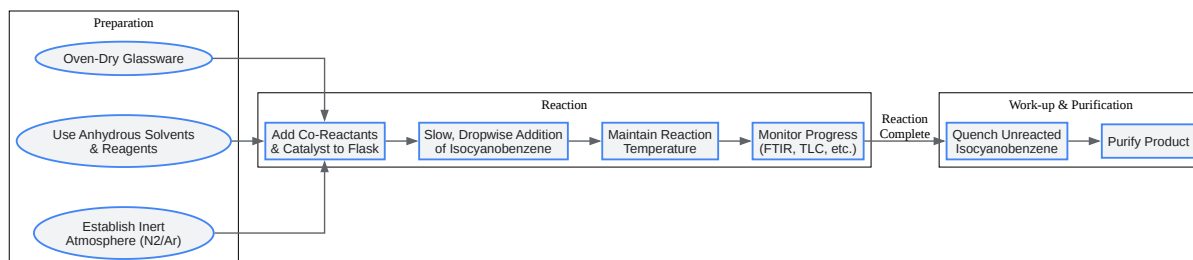 Preparation
Oven-Dry Glassware
Use Anhydrous Solvents
& Reagents
Establish Inert
Atmosphere (N2/Ar)
Reaction
Add Co-Reactants
& Catalyst to Flask
Slow, Dropwise Addition
of Isocyanobenzene
Maintain Reaction
Temperature
Monitor Progress
(FTIR, TLC, etc.)
Reaction
Complete
Work-up & Purification
Quench Unreacted
Isocyanobenzene
Purify Product